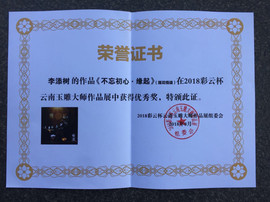 荣誉证书
李涤树的作品《不忘初心·缘起》在2018彩云杯
云南玉雕大师作品展中获得优秀奖，特颁此证。
2018彩云杯云南玉雕大师作品展组委会